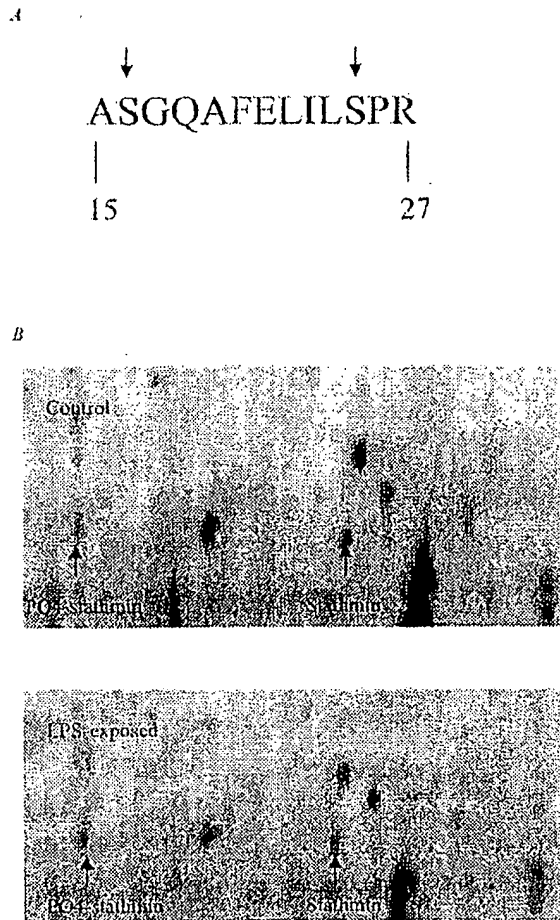 A
ASGQAFELILSPR
15 27
B
Control
PO4-stathmin
Stathmin
LPS-exposed
PO4-stathmin
Stathmin